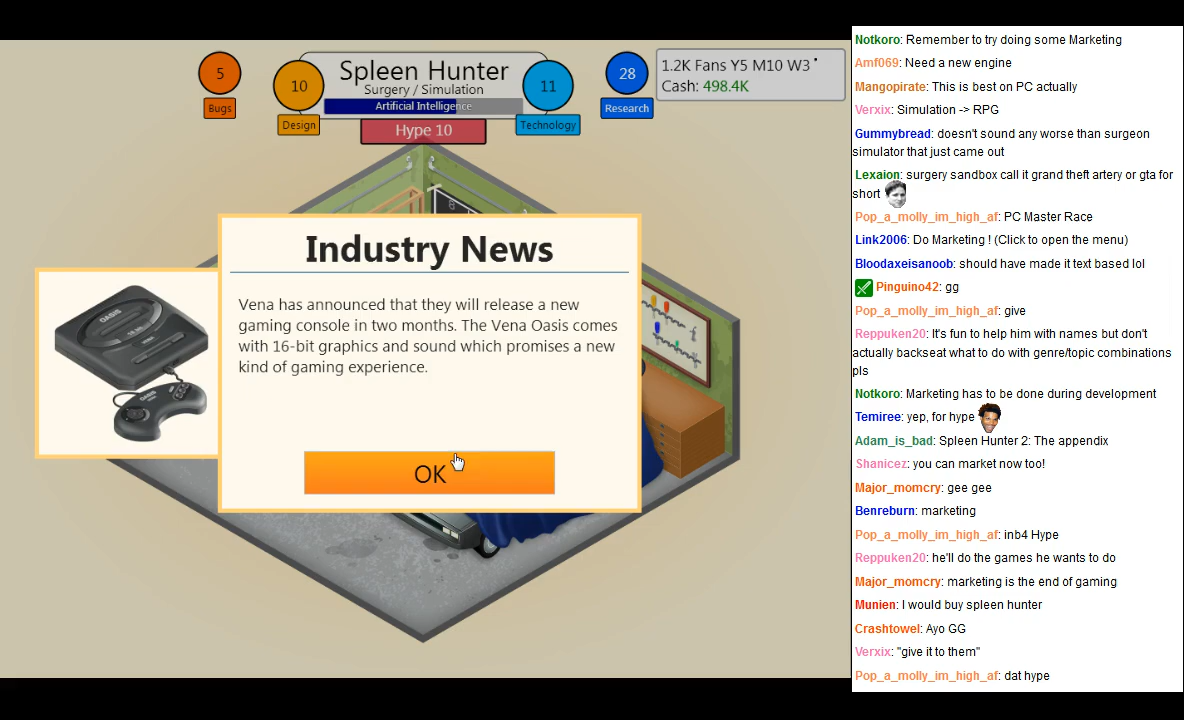 5
Bugs
10
Design
Spleen Hunter
Surgery / Simulation
Artificial Intelligence
Hype 10
11
Technology
28
Research
1.2K Fans Y5 M10 W3
Cash: 498.4K
Industry News
Vena has announced that they will release a new
gaming console in two months. The Vena Oasis comes
with 16-bit graphics and sound which promises a new
kind of gaming experience.
OK
OASIS
16-bit
OASIS
Notkoro: Remember to try doing some Marketing
Amf069: Need a new engine
Mangopirate: This is best on PC actually
Verxix: Simulation -> RPG
Gummybread: doesn't sound any worse than surgeon
simulator that just came out
Lexaion: surgery sandbox call it grand theft artery or gta for
short
Pop_a_molly_im_high_af: PC Master Race
Link2006: Do Marketing ! (Click to open the menu)
Bloodaxeisanoob: should have made it text based lol
Pinguino42: gg
Pop_a_molly_im_high_af: give
Reppuken20: It's fun to help him with names but don't
actually backseat what to do with genre/topic combinations
pls
Notkoro: Marketing has to be done during development
Temiree: yep, for hype
Adam_is_bad: Spleen Hunter 2: The appendix
Shanicez: you can market now too!
Major_momcry: gee gee
Benreburn: marketing
Pop_a_molly_im_high_af: inb4 Hype
Reppuken20: he'll do the games he wants to do
Major_momcry: marketing is the end of gaming
Munien: I would buy spleen hunter
Crashtowel: Ayo GG
Verxix: "give it to them"
Pop_a_molly_im_high_af: dat hype